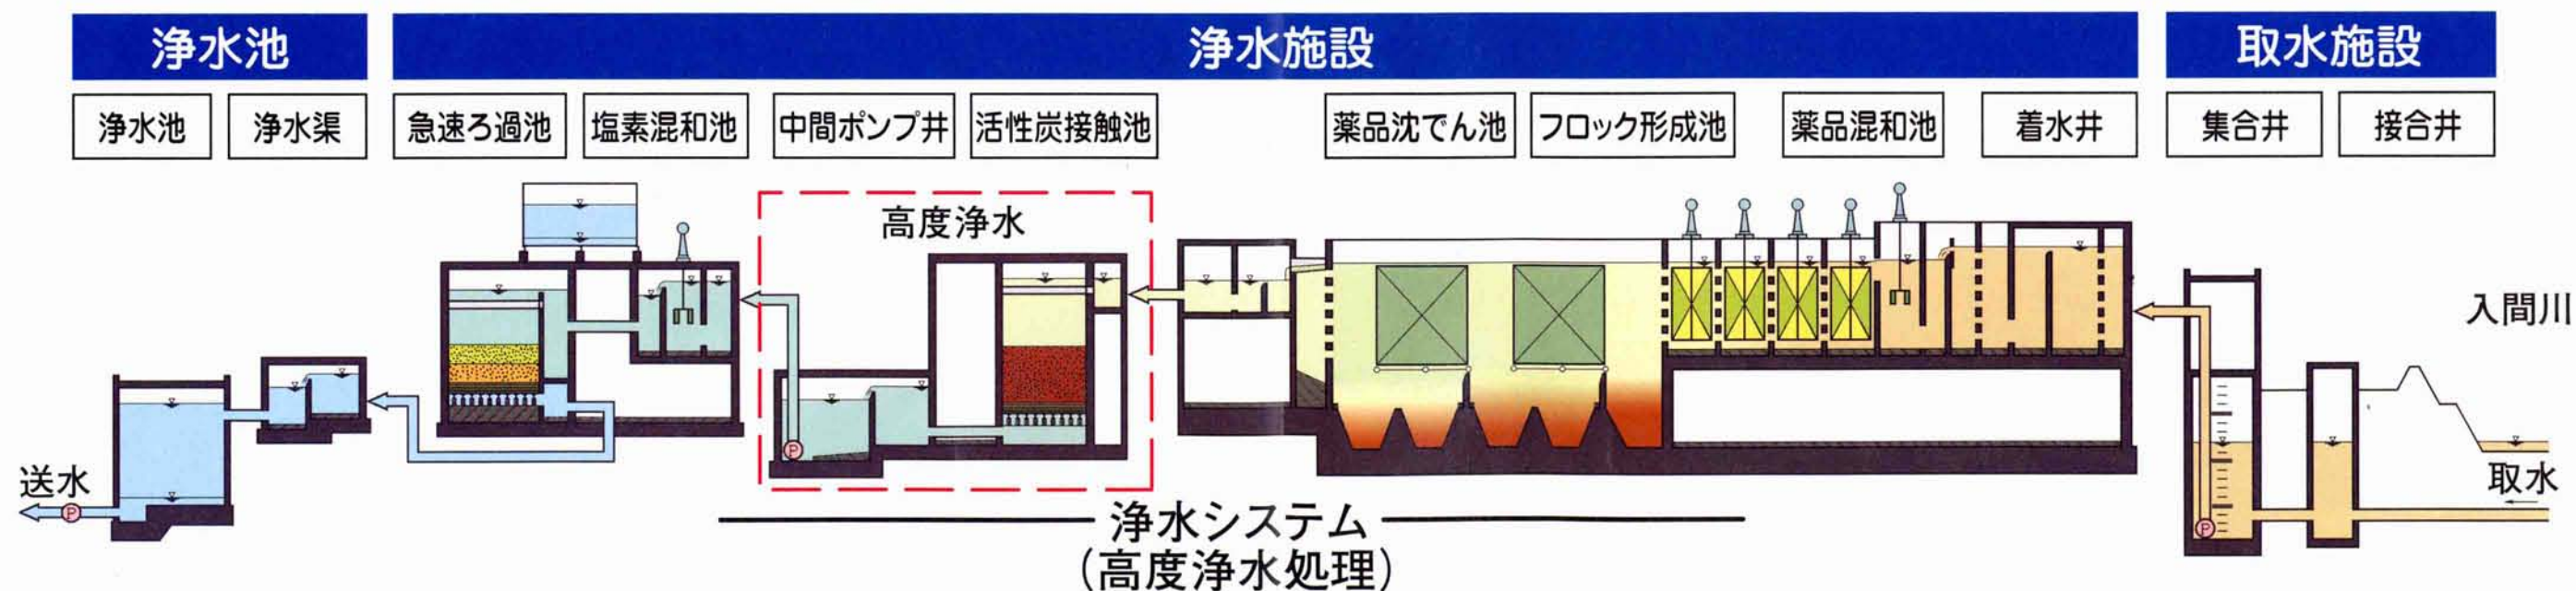 浄水池
浄水施設
取水施設
浄水池
浄水渠
急速ろ過池
塩素混和池
中間ポンプ井
活性炭接触池
薬品沈でん池
フロック形成池
薬品混和池
着水井
集合井
接合井
高度浄水
入間川
送水
P
P
P
取水
浄水システム
（高度浄水処理）